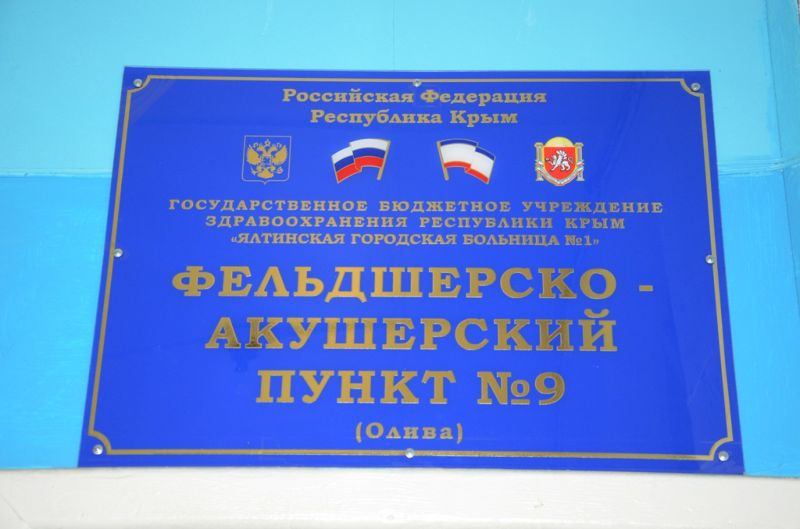 Российская Федерация
Республика Крым
ГОСУДАРСТВЕННОЕ БЮДЖЕТНОЕ УЧРЕЖДЕНИЕ
ЗДРАВООХРАНЕНИЯ РЕСПУБЛИКИ КРЫМ
«ЯЛТИНСКАЯ ГОРОДСКАЯ БОЛЬНИЦА №1»
ФЕЛЬДШЕРСКО -
АКУШЕРСКИЙ
ПУНКТ №9
(Олива)